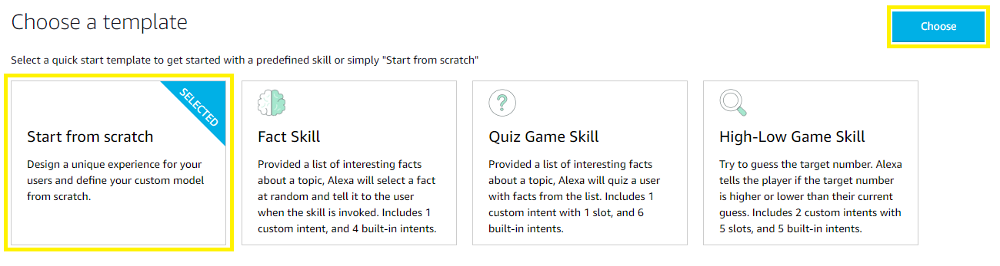 Choose a template
Choose
Select a quick start template to get started with a predefined skill or simply "Start from scratch"
SELECTED
Start from scratch
Design a unique experience for your
users and define your custom model
from scratch.
Fact Skill
Provided a list of interesting facts
about a topic, Alexa will select a fact
at random and tell it to the user
when the skill is invoked. Includes 1
custom intent, and 4 built-in intents.
?
Quiz Game Skill
Provided a list of interesting facts
about a topic, Alexa will quiz a user
with facts from the list. Includes 1
custom intent with 1 slot, and 6
built-in intents.
High-Low Game Skill
Try to guess the target number. Alexa
tells the player if the target number
is higher or lower than their current
guess. Includes 2 custom intents with
5 slots, and 5 built-in intents.